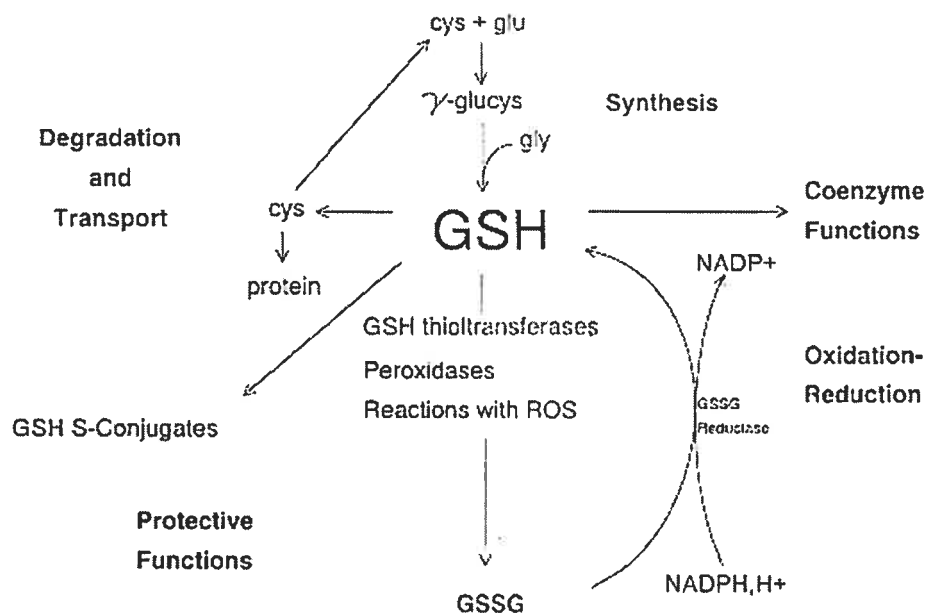 cys + glu
γ-glucys
Synthesis
gly
Degradation
and
Transport
cys
GSH
Coenzyme
Functions
protein
NADP+
GSH thioltransferases
Peroxidases
Reactions with ROS
Oxidation-
Reduction
GSSG
Reductase
GSH S-Conjugates
Protective
Functions
GSSG
NADPH,H+